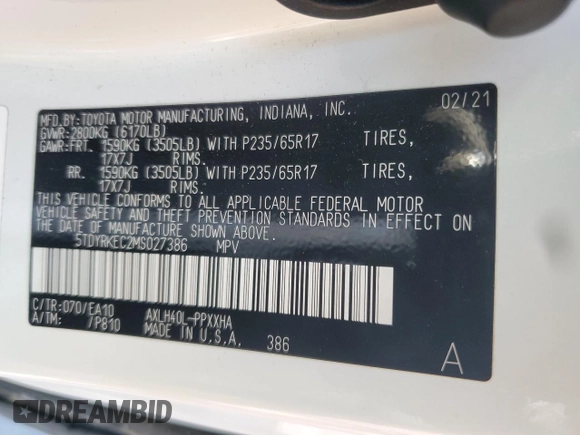 MFD.BY:TOYOTA MOTOR MANUFACTURING, INDIANA, INC. 02/21
GVWR:2800KG (6170LB)
GAWR:FRT. 1590KG (3505LB) WITH P235/65R17 TIRES,
17X7J RIMS.
RR. 1590KG (3505LB) WITH P235/65R17 TIRES,
17X7J RIMS.
THIS VEHICLE CONFORMS TO ALL APPLICABLE FEDERAL MOTOR
VEHICLE SAFETY AND THEFT PREVENTION STANDARDS IN EFFECT ON
THE DATE OF MANUFACTURE SHOWN ABOVE.
5TDYRKEC2MS027386 MPV
C/TR:070/EA10 AXLH40L-PPXXHA
A/TM: /P810 MADE IN U.S.A. 386
A
DREAMBID